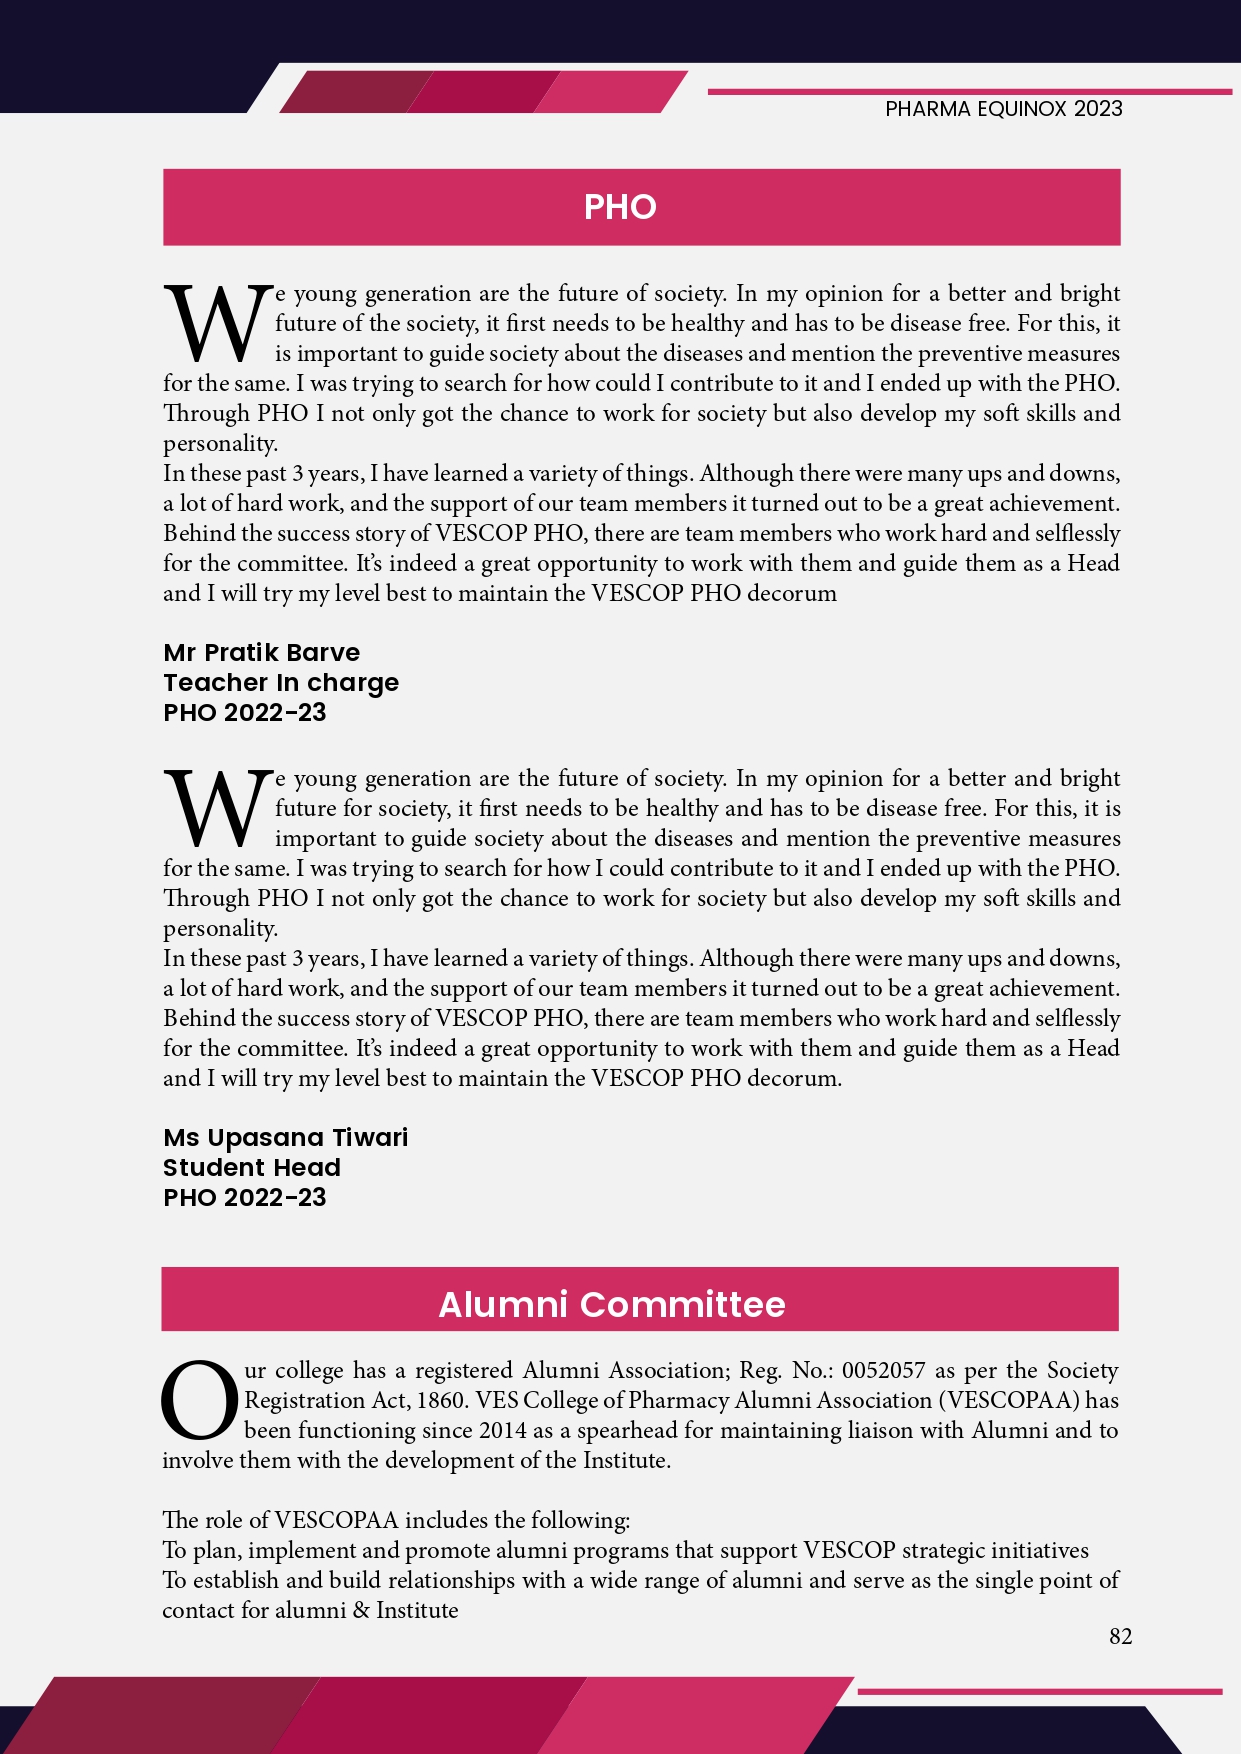 PHARMA EQUINOX 2023
PHO
We young generation are the future of society. In my opinion for a better and bright
future of the society, it first needs to be healthy and has to be disease free. For this, it
is important to guide society about the diseases and mention the preventive measures
for the same. I was trying to search for how could I contribute to it and I ended up with the PHO.
Through PHO I not only got the chance to work for society but also develop my soft skills and
personality.
In these past 3 years, I have learned a variety of things. Although there were many ups and downs,
a lot of hard work, and the support of our team members it turned out to be a great achievement.
Behind the success story of VESCOP PHO, there are team members who work hard and selflessly
for the committee. It’s indeed a great opportunity to work with them and guide them as a Head
and I will try my level best to maintain the VESCOP PHO decorum
Mr Pratik Barve
Teacher In charge
PHO 2022-23
We young generation are the future of society. In my opinion for a better and bright
future for society, it first needs to be healthy and has to be disease free. For this, it is
important to guide society about the diseases and mention the preventive measures
for the same. I was trying to search for how I could contribute to it and I ended up with the PHO.
Through PHO I not only got the chance to work for society but also develop my soft skills and
personality.
In these past 3 years, I have learned a variety of things. Although there were many ups and downs,
a lot of hard work, and the support of our team members it turned out to be a great achievement.
Behind the success story of VESCOP PHO, there are team members who work hard and selflessly
for the committee. It’s indeed a great opportunity to work with them and guide them as a Head
and I will try my level best to maintain the VESCOP PHO decorum.
Ms Upasana Tiwari
Student Head
PHO 2022-23
Alumni Committee
Our college has a registered Alumni Association; Reg. No.: 0052057 as per the Society
Registration Act, 1860. VES College of Pharmacy Alumni Association (VESCOPAA) has
been functioning since 2014 as a spearhead for maintaining liaison with Alumni and to
involve them with the development of the Institute.
The role of VESCOPAA includes the following:
To plan, implement and promote alumni programs that support VESCOP strategic initiatives
To establish and build relationships with a wide range of alumni and serve as the single point of
contact for alumni & Institute
82